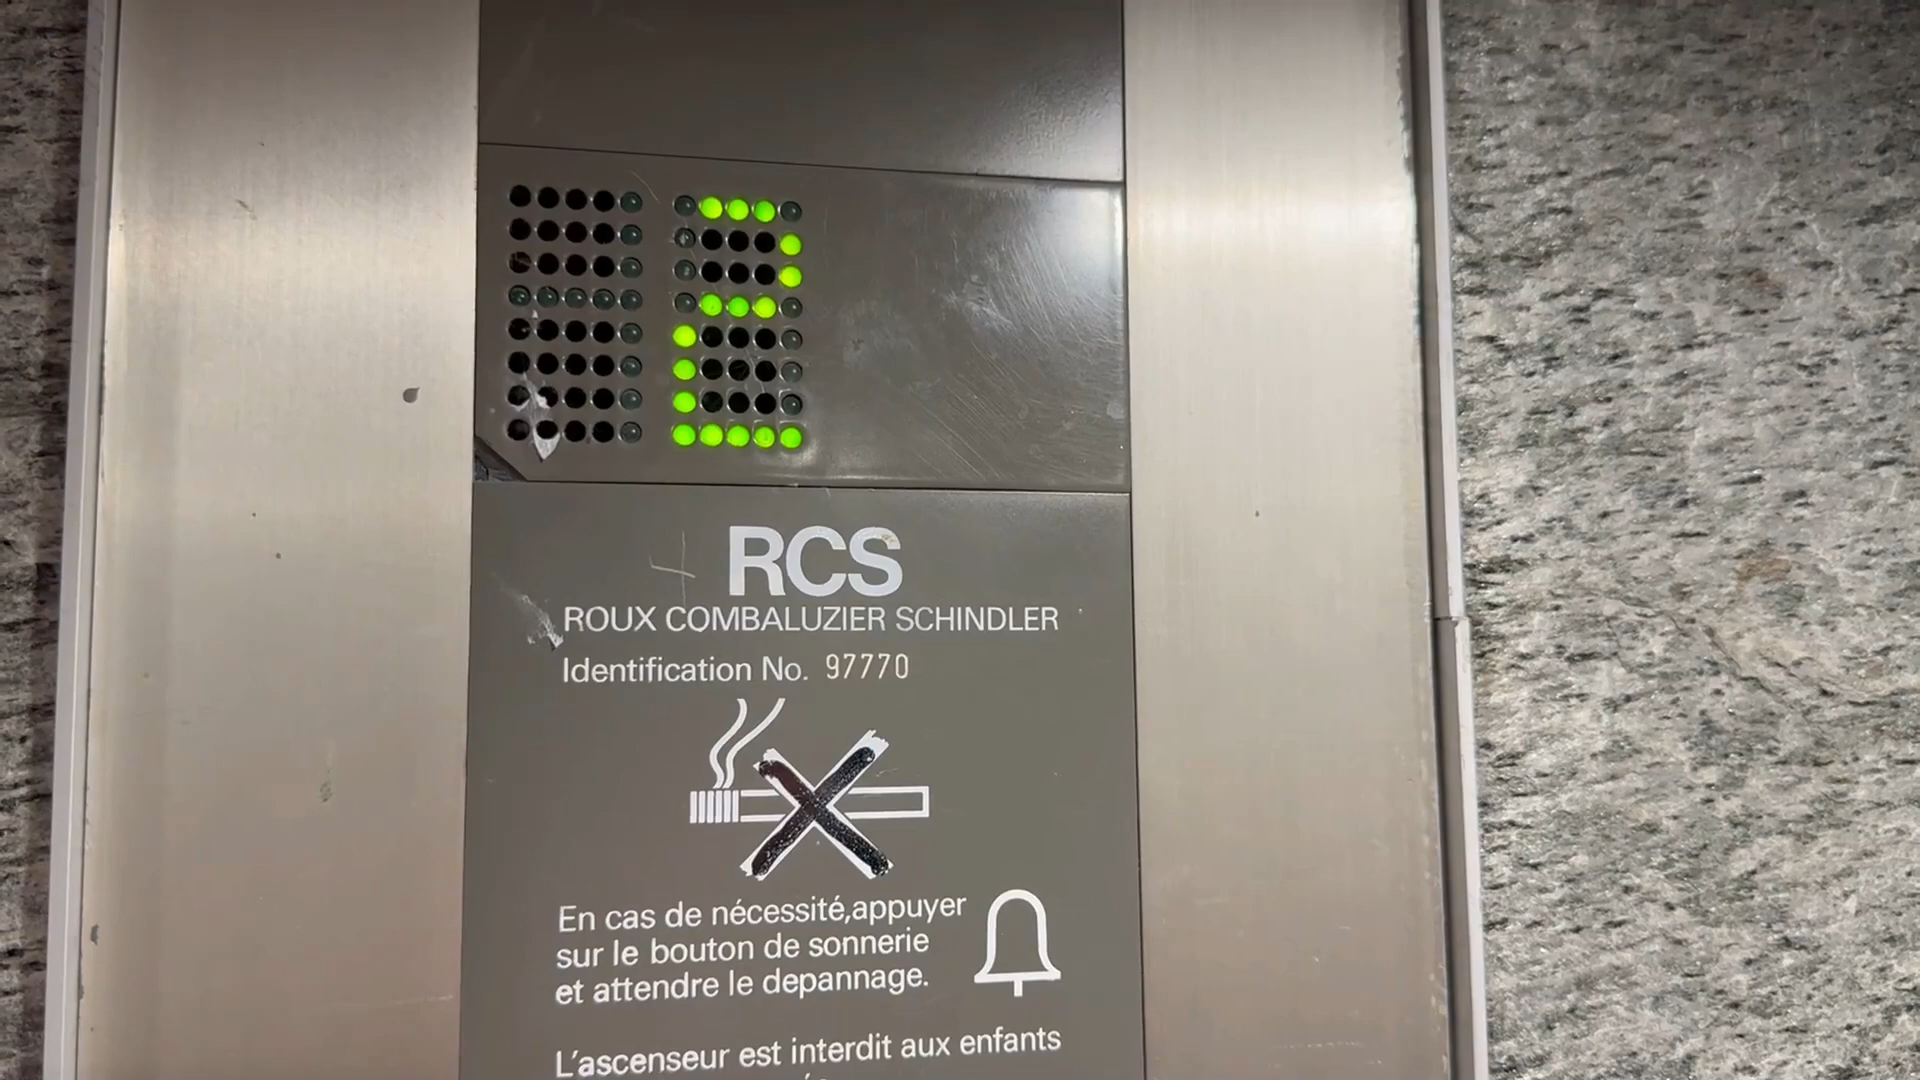 2
RCS
ROUX COMBALUZIER SCHINDLER
Identification No. 97770
En cas de nécessité,appuyer
sur le bouton de sonnerie
et attendre le depannage.
L'ascenseur est interdit aux enfants